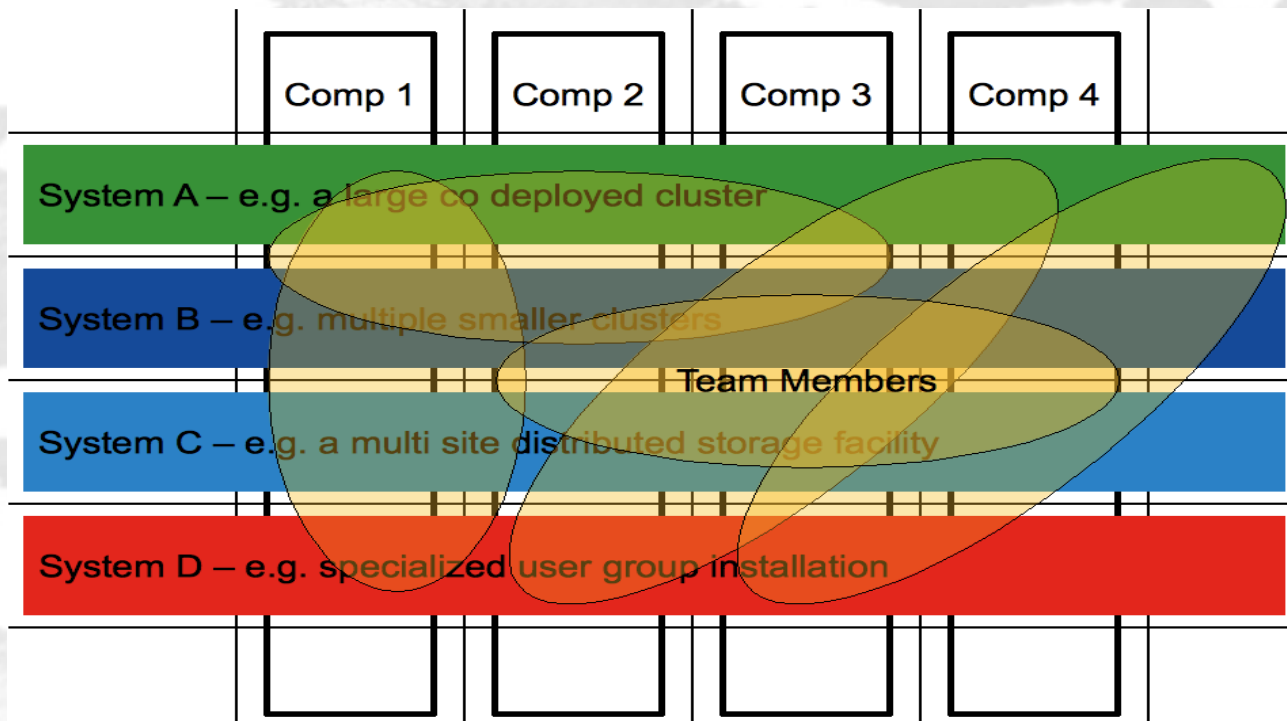 Comp 1
Comp 2
Comp 3
Comp 4
System A – e.g. a large co deployed cluster
System B – e.g. multiple smaller clusters
Team Members
System C – e.g. a multi site distributed storage facility
System D – e.g. specialized user group installation